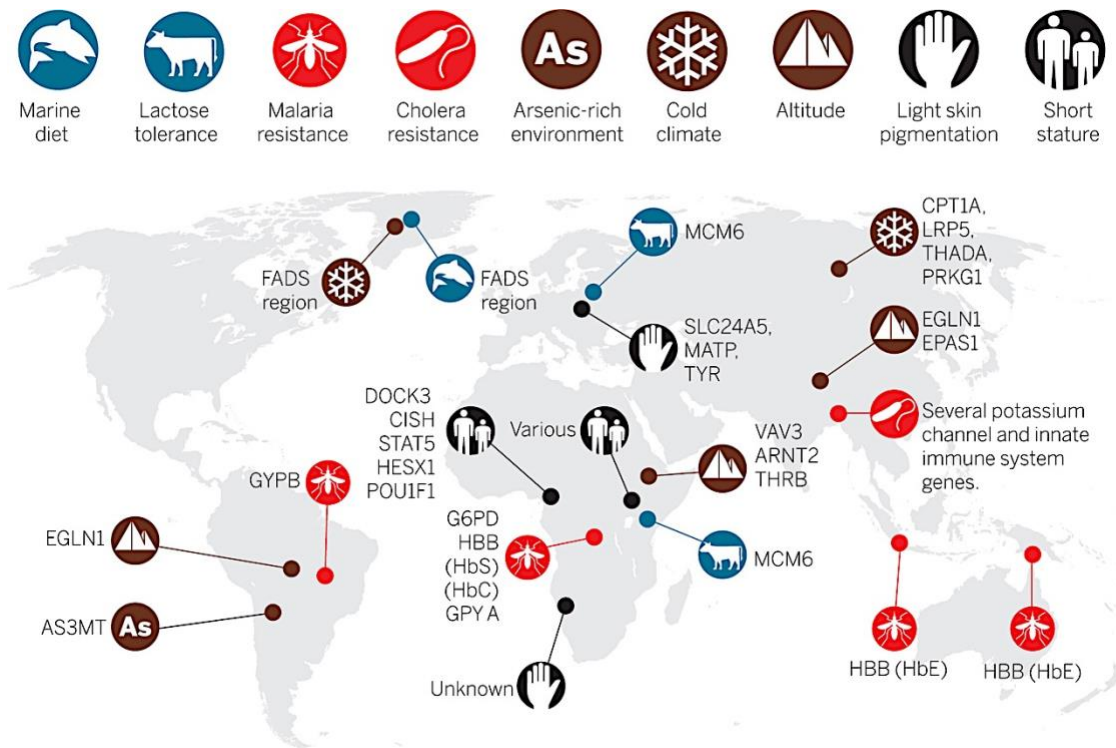 Marine
diet
Lactose
tolerance
Malaria
resistance
Cholera
resistance
As
Arsenic-rich
environment
Cold
climate
Altitude
Light skin
pigmentation
Short
stature
FADS
region
FADS
region
MCM6
SLC24A5,
MATP,
TYR
CPT1A,
LRP5,
THADA,
PRKG1
EGLN1
EPAS1
Several potassium
channel and innate
immune system
genes.
DOCK3
CISH
STAT5
HESX1
POU1F1
Various
VAV3
ARNT2
THRB
GYPB
EGLN1
G6PD
HBB
(HbS)
(HbC)
GPY A
MCM6
AS3MT
As
Unknown
HBB (HbE)
HBB (HbE)